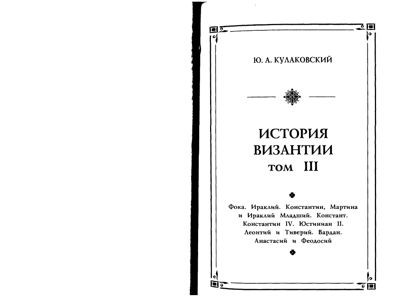 Ю. А. КУЛАКОВСКИЙ
ИСТОРИЯ
ВИЗАНТИИ
том III
Фока. Ираклий. Константин, Мартина
и Ираклий Младший. Констант.
Константин IV. Юстиниан II.
Леонтий и Тиверий. Вардан.
Анастасий и Феодосий